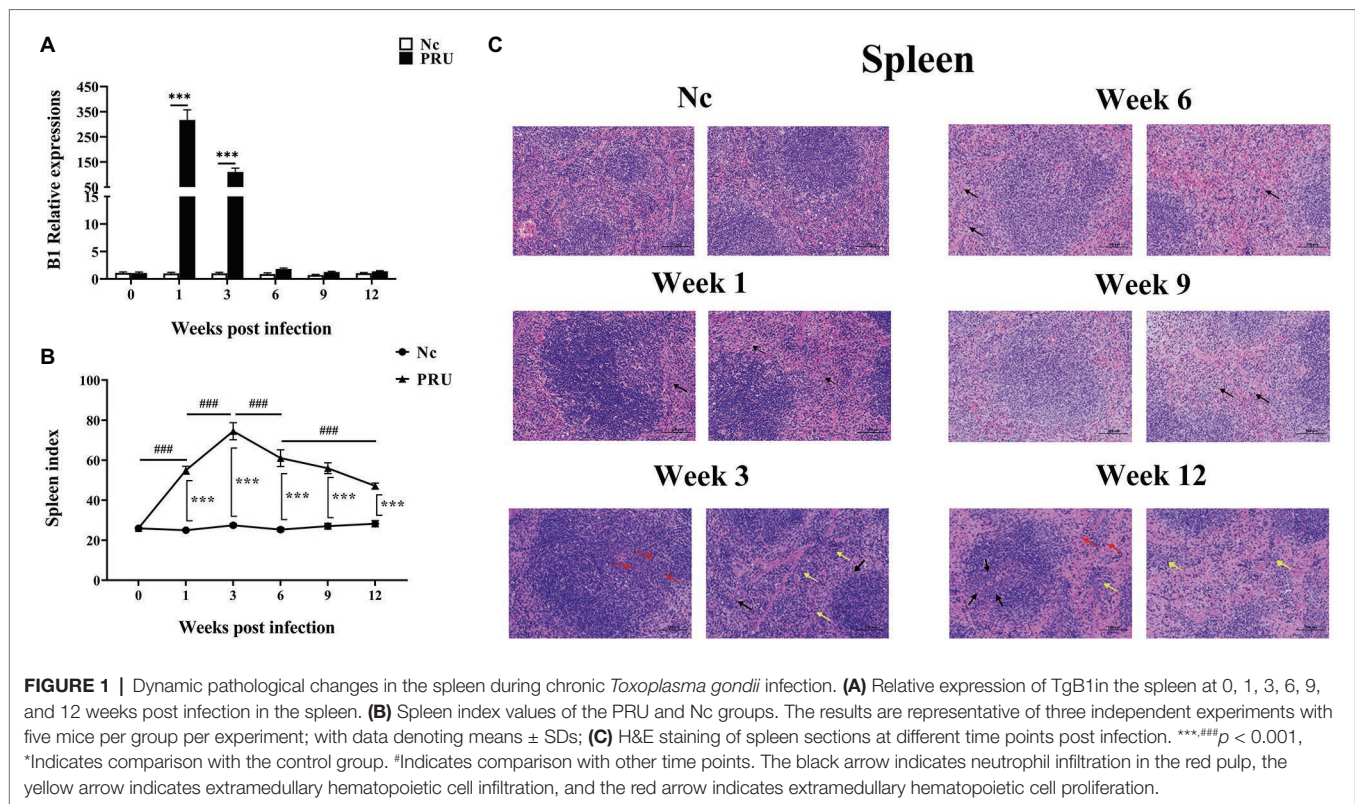 A
Nc
PRU
B1 Relative expressions
450
350
250
150
50
15
10
5
0
***
***
0 1 3 6 9 12
Weeks post infection
B
Nc
PRU
Spleen index
100
80
60
40
20
0
###
###
###
###
***
***
***
***
***
0 1 3 6 9 12
Weeks post infection
C
Spleen
Nc
Week 6
Week 1
Week 9
Week 3
Week 12
FIGURE 1 | Dynamic pathological changes in the spleen during chronic Toxoplasma gondii infection. (A) Relative expression of TgB1in the spleen at 0, 1, 3, 6, 9,
and 12 weeks post infection in the spleen. (B) Spleen index values of the PRU and Nc groups. The results are representative of three independent experiments with
five mice per group per experiment; with data denoting means ± SDs; (C) H&E staining of spleen sections at different time points post infection. ***,###p < 0.001,
*Indicates comparison with the control group. #Indicates comparison with other time points. The black arrow indicates neutrophil infiltration in the red pulp, the
yellow arrow indicates extramedullary hematopoietic cell infiltration, and the red arrow indicates extramedullary hematopoietic cell proliferation.